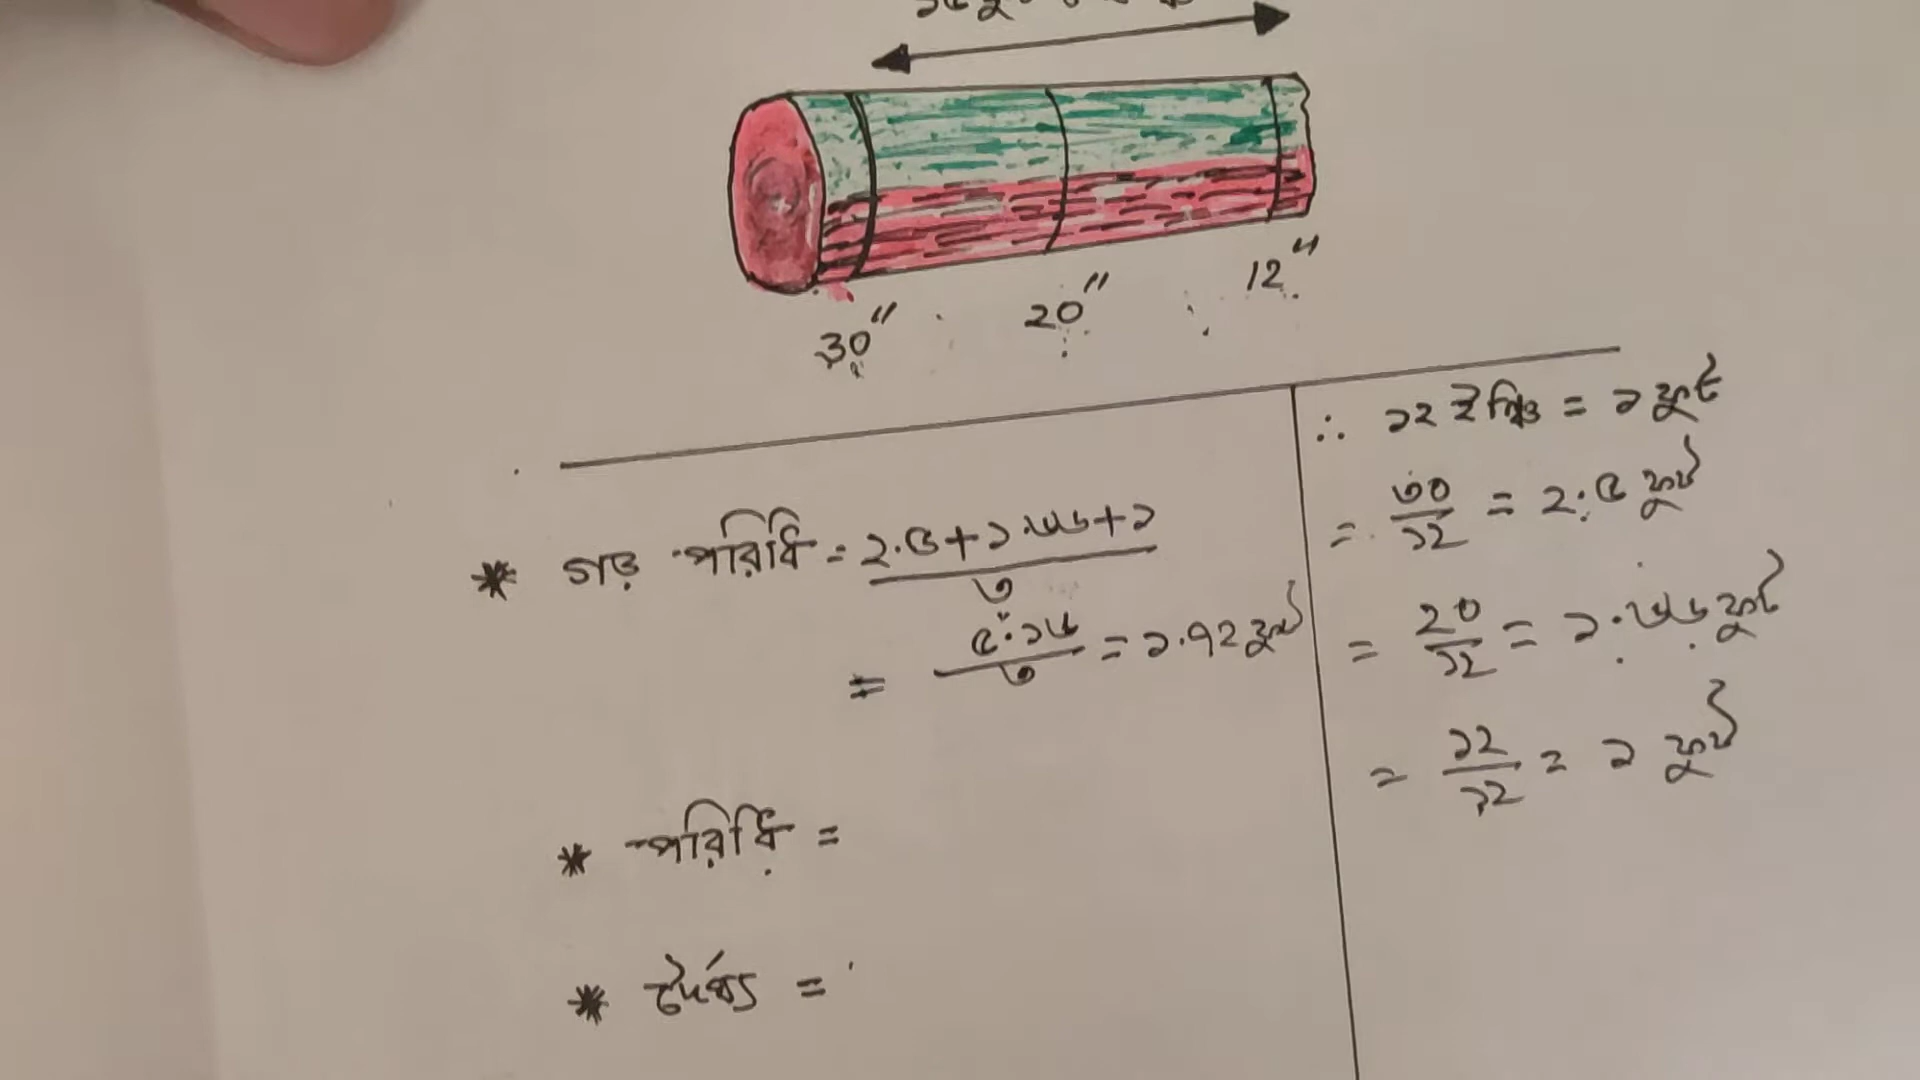 30" 20" 12"
∴ ১২ ইঞ্চি = ১ ফুট
= ৩০/১২ = ২.৫ ফুট
= ২০/১২ = ১.৬৬ ফুট
= ১২/১২ = ১ ফুট
* গড় পরিধি = ২.৫+১.৬৬+১/৩
= ৫.১৬/৩ = ১.৭২ ফুট
* পরিধি =
* দৈর্ঘ্য =